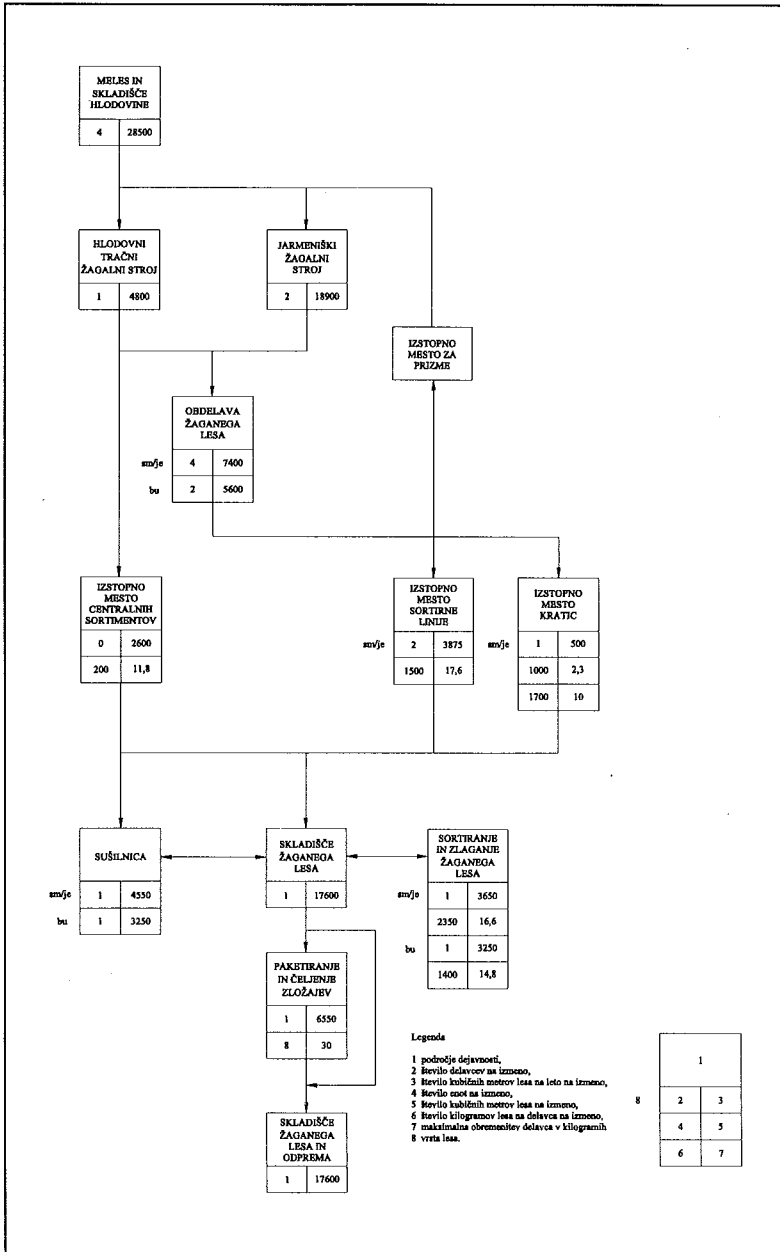 MELES IN
SKLADIŠČE
HLODOVINE
4 28500
HLODOVNI
TRAČNI
ŽAGALNI STROJ
1 4800
JARMENIŠKI
ŽAGALNI
STROJ
2 18900
IZSTOPNO
MESTO ZA
PRIZME
OBDELAVA
ŽAGANEGA
LESA
sm/je 4 7400
bu 2 5600
IZSTOPNO
MESTO
CENTRALNIH
SORTIMENTOV
0 2600
200 11,8
IZSTOPNO
MESTO
SORTIRNE
LINIJE
sm/je 2 3875
1500 17,6
IZSTOPNO
MESTO
KRATIC
sm/je 1 500
1000 2,3
1700 10
SUŠILNICA
sm/je 1 4550
bu 1 3250
SKLADIŠČE
ŽAGANEGA
LESA
1 17600
SORTIRANJE
IN ZLAGANJE
ŽAGANEGA
LESA
sm/je 1 3650
2350 16,6
bu 1 3250
1400 14,8
PAKETIRANJE
IN ČELJENJE
ZLOŽAJEV
1 6550
8 30
SKLADIŠČE
ŽAGANEGA
LESA IN
ODPREMA
1 17600
Legenda
1 področje dejavnosti,
2 število delavcev na izmeno,
3 število kubičnih metrov lesa na leto na izmeno,
4 število enot na izmeno,
5 število kubičnih metrov lesa na izmeno,
6 število kilogramov lesa na delavca na izmeno,
7 maksimalna obremenitev delavca v kilogramih
8 vrsta lesa.
1
8 2 3
4 5
6 7